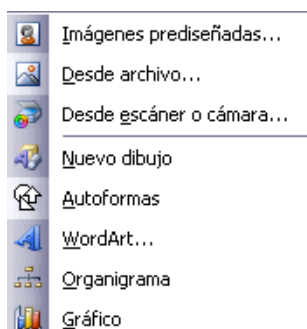 Imágenes prediseñadas...
Desde archivo...
Desde escáner o cámara...
Nuevo dibujo
Autoformas
WordArt...
Organigrama
Gráfico